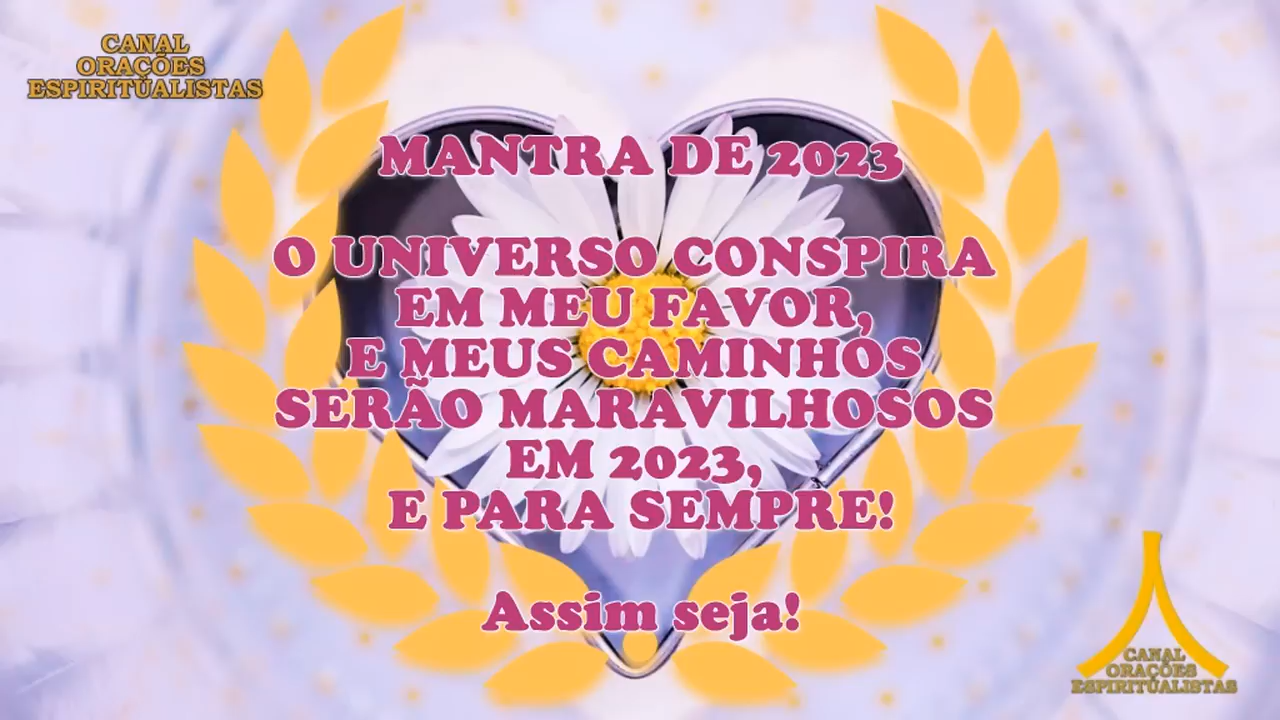 CANAL
ORAÇÕES
ESPIRITUALISTAS
MANTRA DE 2023
O UNIVERSO CONSPIRA
EM MEU FAVOR,
E MEUS CAMINHOS
SERÃO MARAVILHOSOS
EM 2023,
E PARA SEMPRE!
Assim seja!
CANAL
ORAÇÕES
ESPIRITUALISTAS